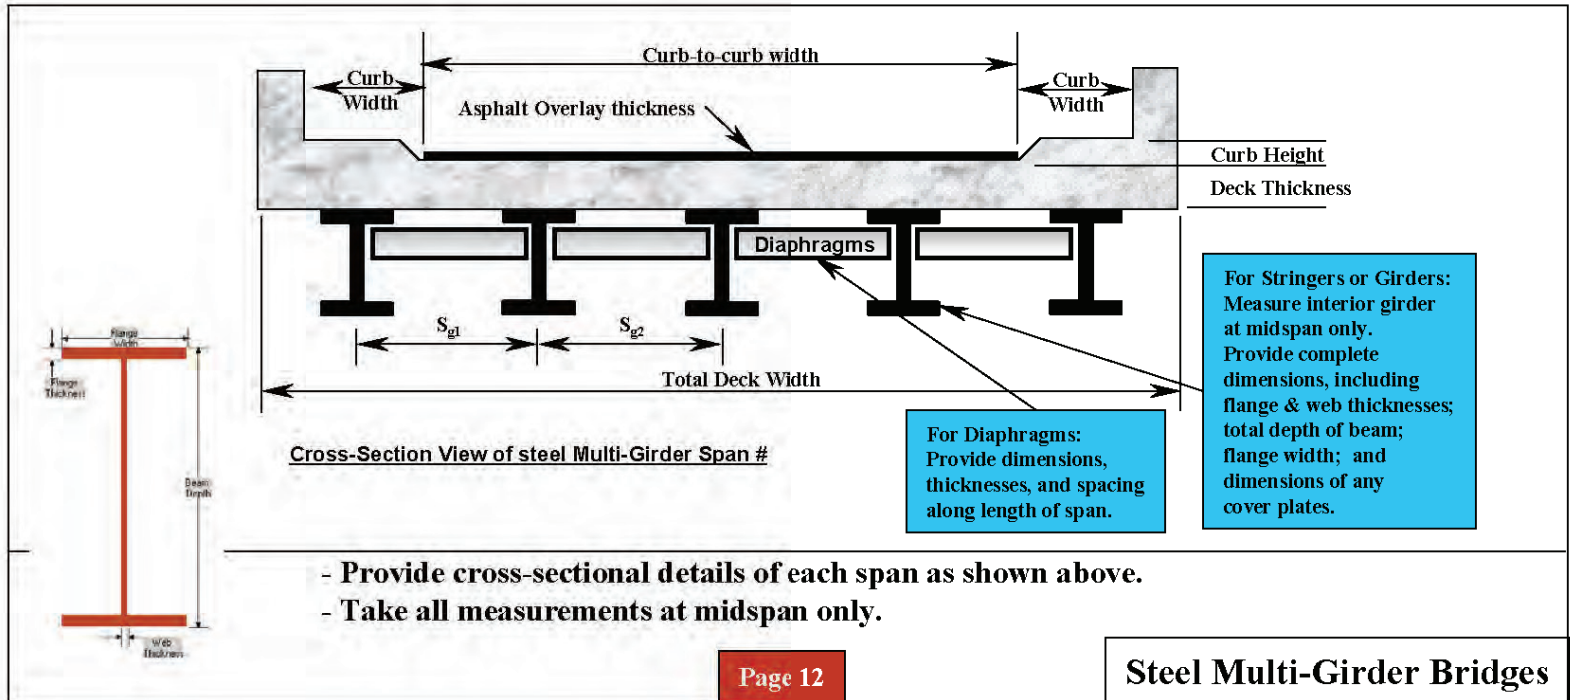 Curb-to-curb width
Curb
Width
Curb
Width
Asphalt Overlay thickness
Curb Height
Deck Thickness
Diaphragms
For Stringers or Girders:
Measure interior girder
at midspan only.
Provide complete
dimensions, including
flange & web thicknesses;
total depth of beam;
flange width; and
dimensions of any
cover plates.
Sg1
Sg2
Flange
Width
Flange
Thickness
Total Deck Width
For Diaphragms:
Provide dimensions,
thicknesses, and spacing
along length of span.
Cross-Section View of steel Multi-Girder Span #
Beam
Depth
- Provide cross-sectional details of each span as shown above.
- Take all measurements at midspan only.
Web
Thickness
Page 12
Steel Multi-Girder Bridges